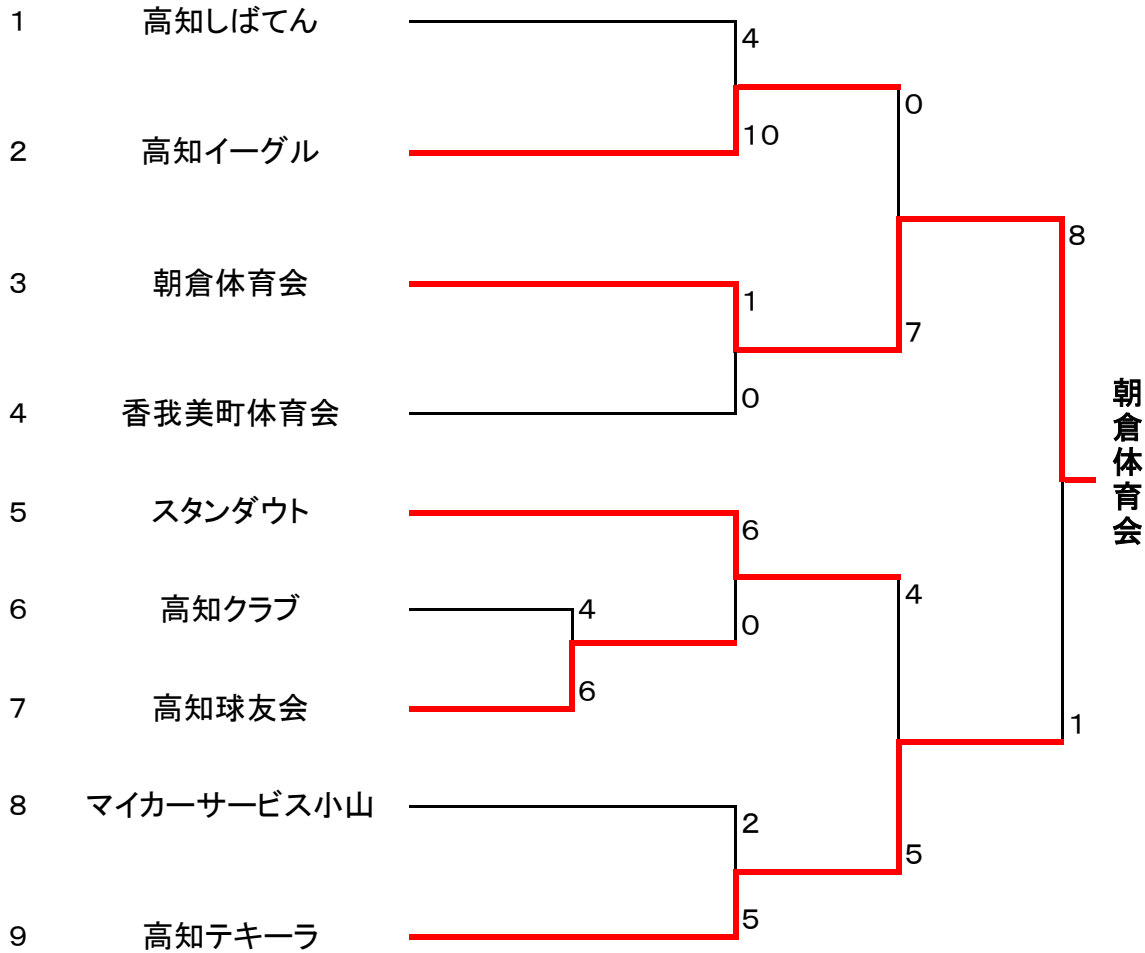 １ 高知しばてん
4
0
２ 高知イーグル
10
8
３ 朝倉体育会
1
7
４ 香我美町体育会
0
朝倉体育会
５ スタンダウト
6
4
６ 高知クラブ
4
0
７ 高知球友会
6
1
８ マイカーサービス小山
2
5
９ 高知テキーラ
5